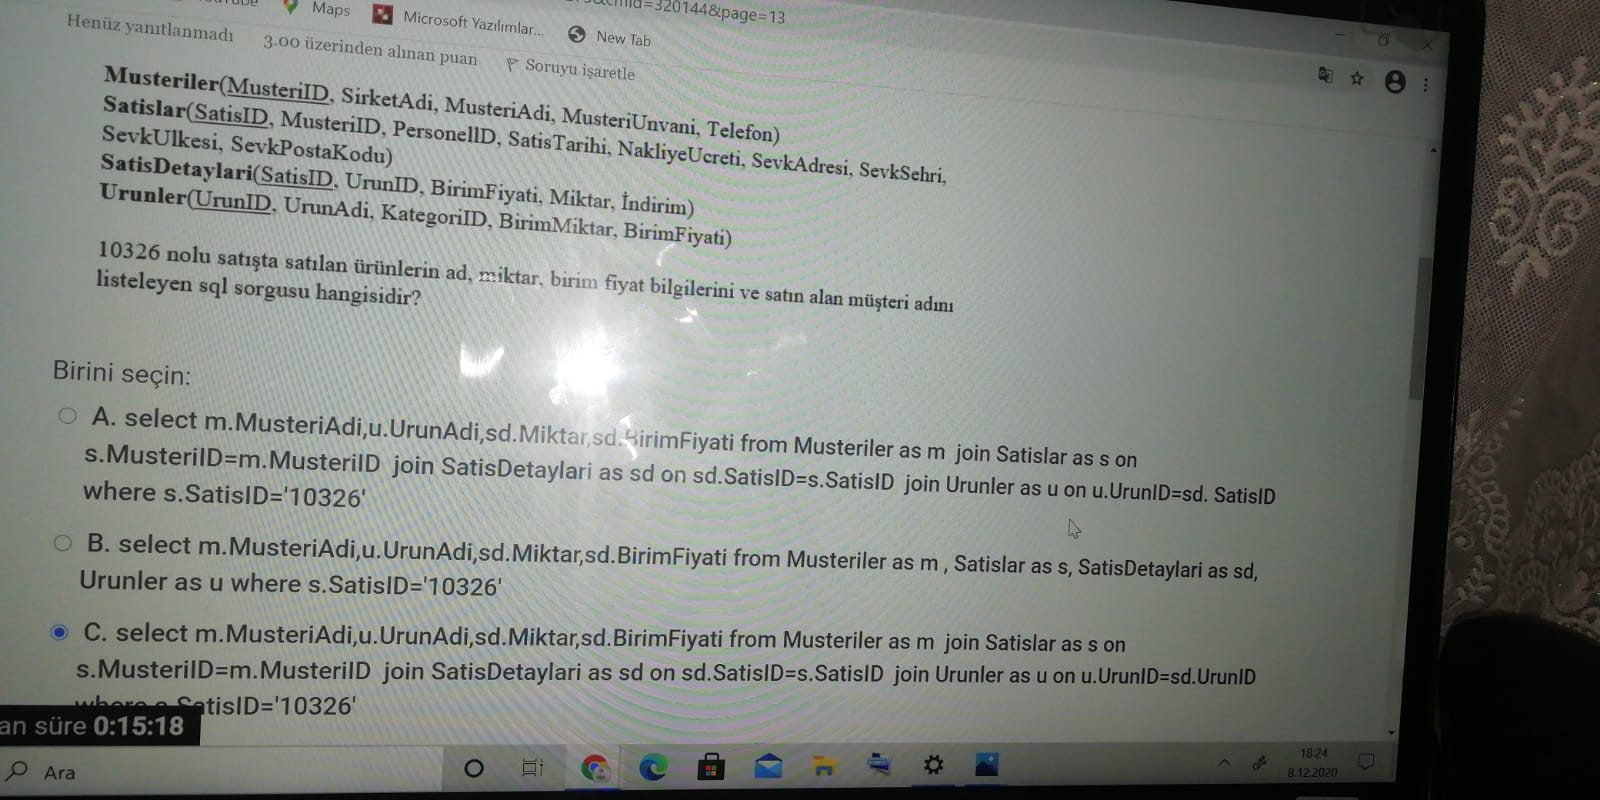 Maps
Microsoft Yazılımlar...
New Tab
=320144&page=13
Henüz yanıtlanmadı
3.00 üzerinden alınan puan
Soruyu işaretle
Musteriler(MusteriID, SirketAdi, MusteriAdi, MusteriUnvani, Telefon)
Satislar(SatisID, MusteriID, PersonelID, SatisTarihi, NakliyeUcreti, SevkAdresi, SevkSehri,
SevkUlkesi, SevkPostaKodu)
SatisDetaylari(SatisID, UrunID, BirimFiyati, Miktar, İndirim)
Urunler(UrunID, UrunAdi, KategoriID, BirimMiktar, BirimFiyati)
10326 nolu satışta satılan ürünlerin ad, miktar, birim fiyat bilgilerini ve satın alan müşteri adını
listeleyen sql sorgusu hangisidir?
Birini seçin:
A. select m.MusteriAdi,u.UrunAdi,sd.Miktar,sd.BirimFiyati from Musteriler as m join Satislar as s on
s.MusteriID=m.MusteriID join SatisDetaylari as sd on sd.SatisID=s.SatisID join Urunler as u on u.UrunID=sd. SatisID
where s.SatisID='10326'
B. select m.MusteriAdi,u.UrunAdi,sd.Miktar,sd.BirimFiyati from Musteriler as m , Satislar as s, SatisDetaylari as sd,
Urunler as u where s.SatisID='10326'
C. select m.MusteriAdi,u.UrunAdi,sd.Miktar,sd.BirimFiyati from Musteriler as m join Satislar as s on
s.MusteriID=m.MusteriID join SatisDetaylari as sd on sd.SatisID=s.SatisID join Urunler as u on u.UrunID=sd.UrunID
where s.SatisID='10326'
an süre 0:15:18
Ara
18:24
8.12.2020